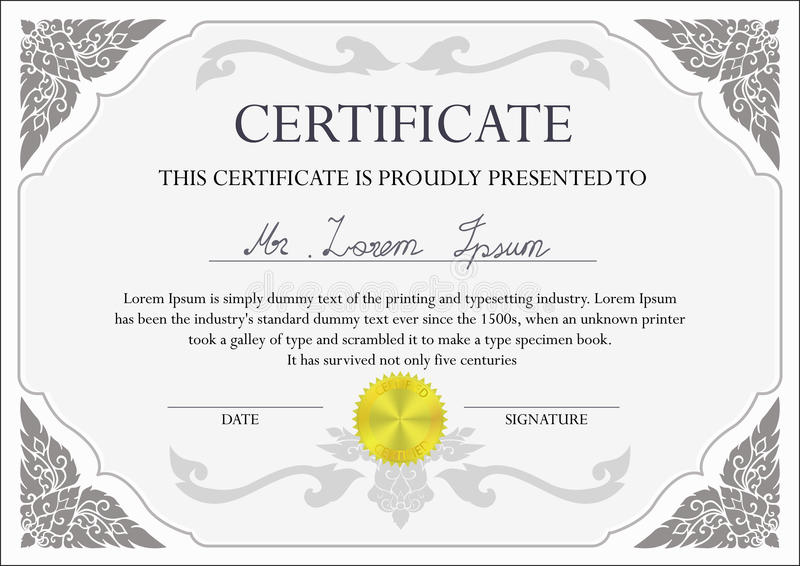 CERTIFICATE
THIS CERTIFICATE IS PROUDLY PRESENTED TO
Mr. Lorem Ipsum
dreamstime
Lorem Ipsum is simply dummy text of the printing and typesetting industry. Lorem Ipsum
has been the industry's standard dummy text ever since the 1500s, when an unknown printer
took a galley of type and scrambled it to make a type specimen book.
It has survived not only five centuries
CERTIFIED
CERTIFIED
DATE
SIGNATURE